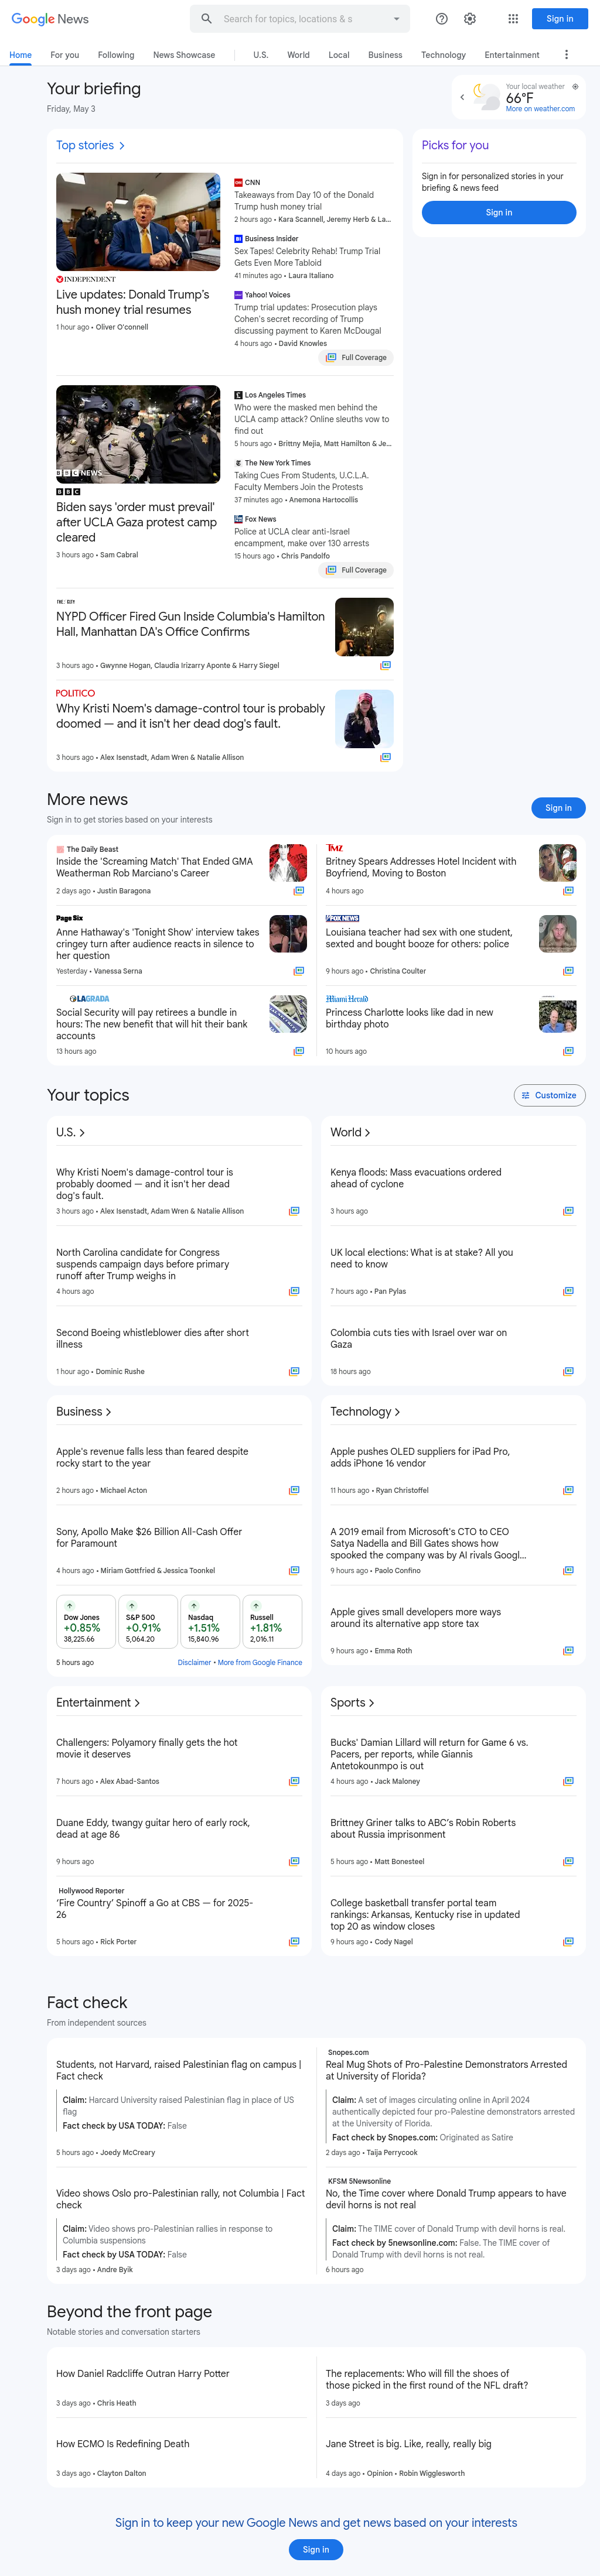 Google News
Search for topics, locations & s
Sign in
Home
For you
Following
News Showcase
U.S.
World
Local
Business
Technology
Entertainment
Your briefing
Friday, May 3
Your local weather
66°F
More on weather.com
Top stories
Picks for you
Sign in for personalized stories in your
briefing & news feed
Sign in
INDEPENDENT
Live updates: Donald Trump's
hush money trial resumes
1 hour ago • Oliver O'connell
CNN
Takeaways from Day 10 of the Donald
Trump hush money trial
2 hours ago • Kara Scannell, Jeremy Herb & La...
Business Insider
Sex Tapes! Celebrity Rehab! Trump Trial
Gets Even More Tabloid
41 minutes ago • Laura Italiano
Yahoo! Voices
Trump trial updates: Prosecution plays
Cohen's secret recording of Trump
discussing payment to Karen McDougal
4 hours ago • David Knowles
Full Coverage
BBC NEWS
BBC
Biden says 'order must prevail'
after UCLA Gaza protest camp
cleared
3 hours ago • Sam Cabral
Los Angeles Times
Who were the masked men behind the
UCLA camp attack? Online sleuths vow to
find out
5 hours ago • Brittny Mejia, Matt Hamilton & Je...
The New York Times
Taking Cues From Students, U.C.L.A.
Faculty Members Join the Protests
37 minutes ago • Anemona Hartocollis
Fox News
Police at UCLA clear anti-Israel
encampment, make over 130 arrests
15 hours ago • Chris Pandolfo
Full Coverage
THE CITY
NYPD Officer Fired Gun Inside Columbia's Hamilton
Hall, Manhattan DA's Office Confirms
3 hours ago • Gwynne Hogan, Claudia Irizarry Aponte & Harry Siegel
POLITICO
Why Kristi Noem's damage-control tour is probably
doomed — and it isn't her dead dog's fault.
3 hours ago • Alex Isenstadt, Adam Wren & Natalie Allison
More news
Sign in to get stories based on your interests
Sign in
The Daily Beast
Inside the 'Screaming Match' That Ended GMA
Weatherman Rob Marciano's Career
2 days ago • Justin Baragona
TMZ
Britney Spears Addresses Hotel Incident with
Boyfriend, Moving to Boston
4 hours ago
Page Six
Anne Hathaway's 'Tonight Show' interview takes
cringey turn after audience reacts in silence to
her question
Yesterday • Vanessa Serna
FOX NEWS
Louisiana teacher had sex with one student,
sexted and bought booze for others: police
9 hours ago • Christina Coulter
LAGRADA
Social Security will pay retirees a bundle in
hours: The new benefit that will hit their bank
accounts
13 hours ago
Miami Herald
Princess Charlotte looks like dad in new
birthday photo
10 hours ago
Your topics
Customize
U.S.
Why Kristi Noem's damage-control tour is
probably doomed — and it isn't her dead
dog's fault.
3 hours ago • Alex Isenstadt, Adam Wren & Natalie Allison
North Carolina candidate for Congress
suspends campaign days before primary
runoff after Trump weighs in
4 hours ago
Second Boeing whistleblower dies after short
illness
1 hour ago • Dominic Rushe
World
Kenya floods: Mass evacuations ordered
ahead of cyclone
3 hours ago
UK local elections: What is at stake? All you
need to know
7 hours ago • Pan Pylas
Colombia cuts ties with Israel over war on
Gaza
18 hours ago
Business
Apple's revenue falls less than feared despite
rocky start to the year
2 hours ago • Michael Acton
Sony, Apollo Make $26 Billion All-Cash Offer
for Paramount
4 hours ago • Miriam Gottfried & Jessica Toonkel
Dow Jones
+0.85%
38,225.66
S&P 500
+0.91%
5,064.20
Nasdaq
+1.51%
15,840.96
Russell
+1.81%
2,016.11
5 hours ago
Disclaimer • More from Google Finance
Technology
Apple pushes OLED suppliers for iPad Pro,
adds iPhone 16 vendor
11 hours ago • Ryan Christoffel
A 2019 email from Microsoft's CTO to CEO
Satya Nadella and Bill Gates shows how
spooked the company was by AI rivals Googl...
9 hours ago • Paolo Confino
Apple gives small developers more ways
around its alternative app store tax
9 hours ago • Emma Roth
Entertainment
Challengers: Polyamory finally gets the hot
movie it deserves
7 hours ago • Alex Abad-Santos
Duane Eddy, twangy guitar hero of early rock,
dead at age 86
9 hours ago
Hollywood Reporter
'Fire Country' Spinoff a Go at CBS — for 2025-
26
5 hours ago • Rick Porter
Sports
Bucks' Damian Lillard will return for Game 6 vs.
Pacers, per reports, while Giannis
Antetokounmpo is out
4 hours ago • Jack Maloney
Brittney Griner talks to ABC's Robin Roberts
about Russia imprisonment
5 hours ago • Matt Bonesteel
College basketball transfer portal team
rankings: Arkansas, Kentucky rise in updated
top 20 as window closes
9 hours ago • Cody Nagel
Fact check
From independent sources
Students, not Harvard, raised Palestinian flag on campus |
Fact check
Claim: Harvard University raised Palestinian flag in place of US
flag
Fact check by USA TODAY: False
5 hours ago • Joedy McCreary
Snopes.com
Real Mug Shots of Pro-Palestine Demonstrators Arrested
at University of Florida?
Claim: A set of images circulating online in April 2024
authentically depicted four pro-Palestine demonstrators arrested
at the University of Florida.
Fact check by Snopes.com: Originated as Satire
2 days ago • Taija Perrycook
Video shows Oslo pro-Palestinian rally, not Columbia | Fact
check
Claim: Video shows pro-Palestinian rallies in response to
Columbia suspensions
Fact check by USA TODAY: False
3 days ago • Andre Byik
KFSM 5Newsonline
No, the Time cover where Donald Trump appears to have
devil horns is not real
Claim: The TIME cover of Donald Trump with devil horns is real.
Fact check by 5newsonline.com: False. The TIME cover of
Donald Trump with devil horns is not real.
6 hours ago
Beyond the front page
Notable stories and conversation starters
How Daniel Radcliffe Outran Harry Potter
3 days ago • Chris Heath
The replacements: Who will fill the shoes of
those picked in the first round of the NFL draft?
3 days ago
How ECMO Is Redefining Death
3 days ago • Clayton Dalton
Jane Street is big. Like, really, really big
4 days ago • Opinion • Robin Wigglesworth
Sign in to keep your new Google News and get news based on your interests
Sign in